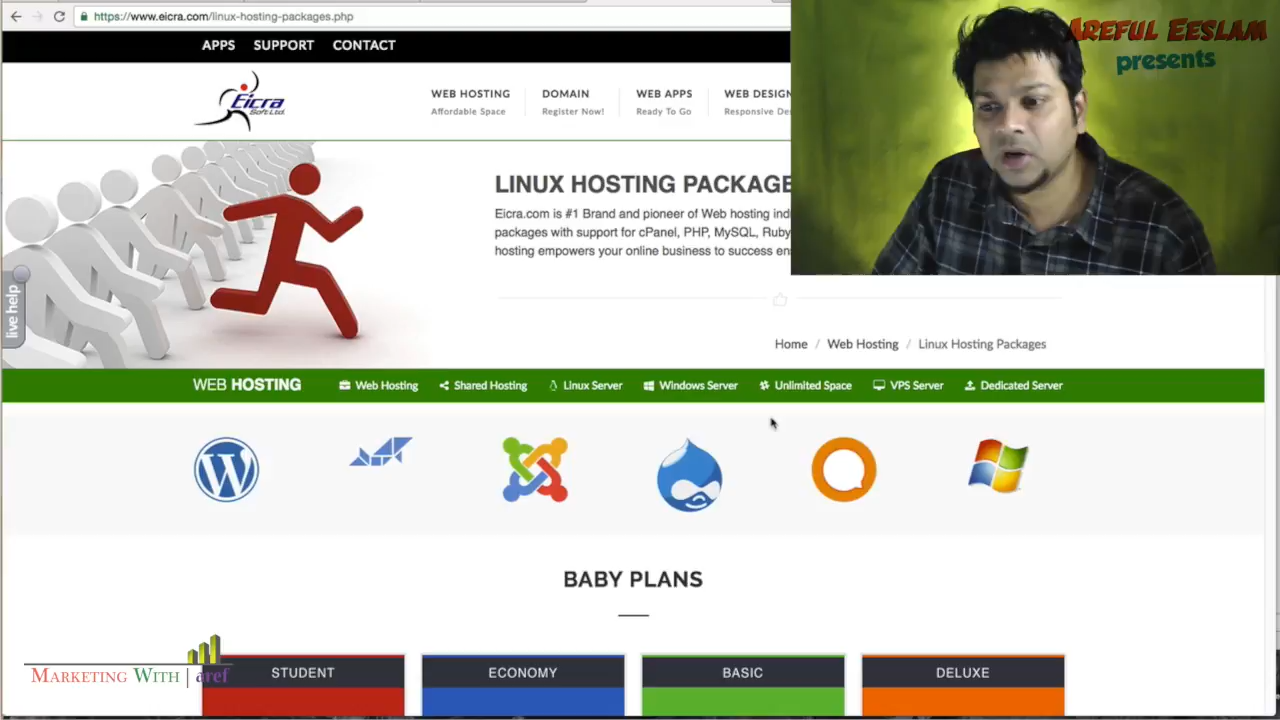 https://www.eicra.com/linux-hosting-packages.php
AREFUL EESLAM
presents
APPS SUPPORT CONTACT
Eicra
Soft Ltd.
WEB HOSTING DOMAIN WEB APPS WEB DESIGN
Affordable Space Register Now! Ready To Go Responsive De
LINUX HOSTING PACKAGE
Eicra.com is #1 Brand and pioneer of Web hosting ind
packages with support for cPanel, PHP, MySQL, Ruby
hosting empowers your online business to success en
live help
Home / Web Hosting / Linux Hosting Packages
WEB HOSTING Web Hosting Shared Hosting Linux Server Windows Server Unlimited Space VPS Server Dedicated Server
BABY PLANS
STUDENT ECONOMY BASIC DELUXE
MARKETING WITH | aref